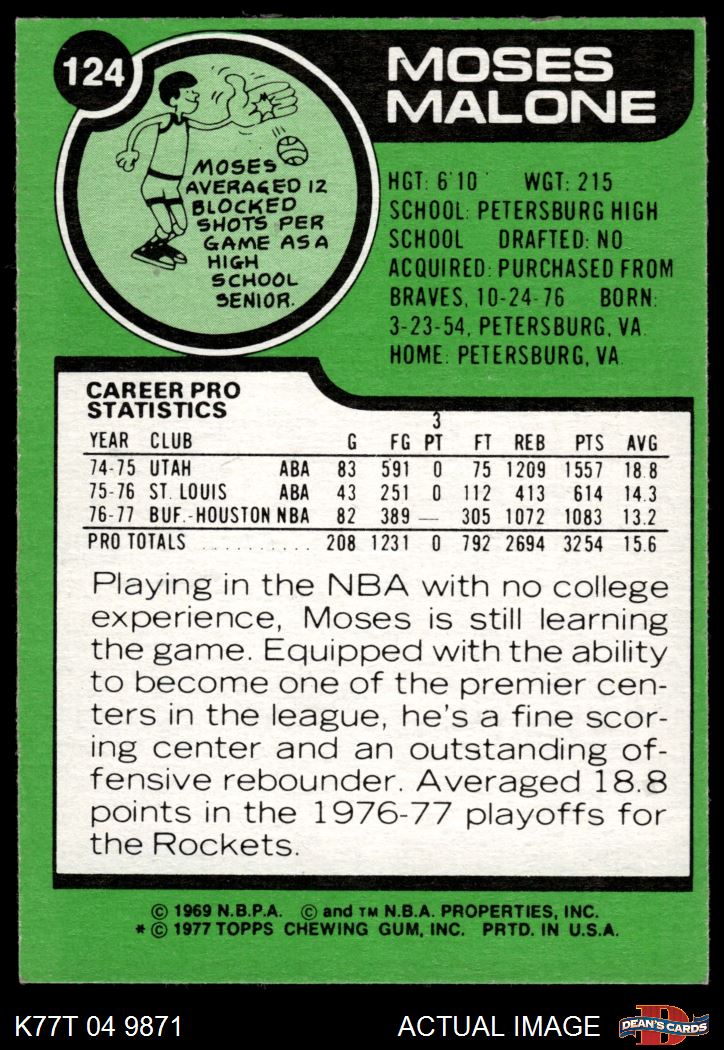 124
MOSES
MALONE
MOSES
AVERAGED 12
BLOCKED
SHOTS PER
GAME AS A
HIGH
SCHOOL
SENIOR.
HGT: 6'10" WGT: 215
SCHOOL: PETERSBURG HIGH
SCHOOL DRAFTED: NO
ACQUIRED: PURCHASED FROM
BRAVES, 10-24-76 BORN:
3-23-54, PETERSBURG, VA.
HOME: PETERSBURG, VA.
CAREER PRO
STATISTICS
YEAR CLUB G FG 3 PT FT REB PTS AVG
74-75 UTAH ABA 83 591 0 75 1209 1557 18.8
75-76 ST. LOUIS ABA 43 251 0 112 413 614 14.3
76-77 BUF.-HOUSTON NBA 82 389 — 305 1072 1083 13.2
PRO TOTALS .......... 208 1231 0 792 2694 3254 15.6
Playing in the NBA with no college
experience, Moses is still learning
the game. Equipped with the ability
to become one of the premier cen-
ters in the league, he's a fine scor-
ing center and an outstanding of-
fensive rebounder. Averaged 18.8
points in the 1976-77 playoffs for
the Rockets.
© 1969 N.B.P.A. © and TM N.B.A. PROPERTIES, INC.
* © 1977 TOPPS CHEWING GUM, INC. PRTD. IN U.S.A.
K77T 04 9871 ACTUAL IMAGE
D
DEAN'S CARDS